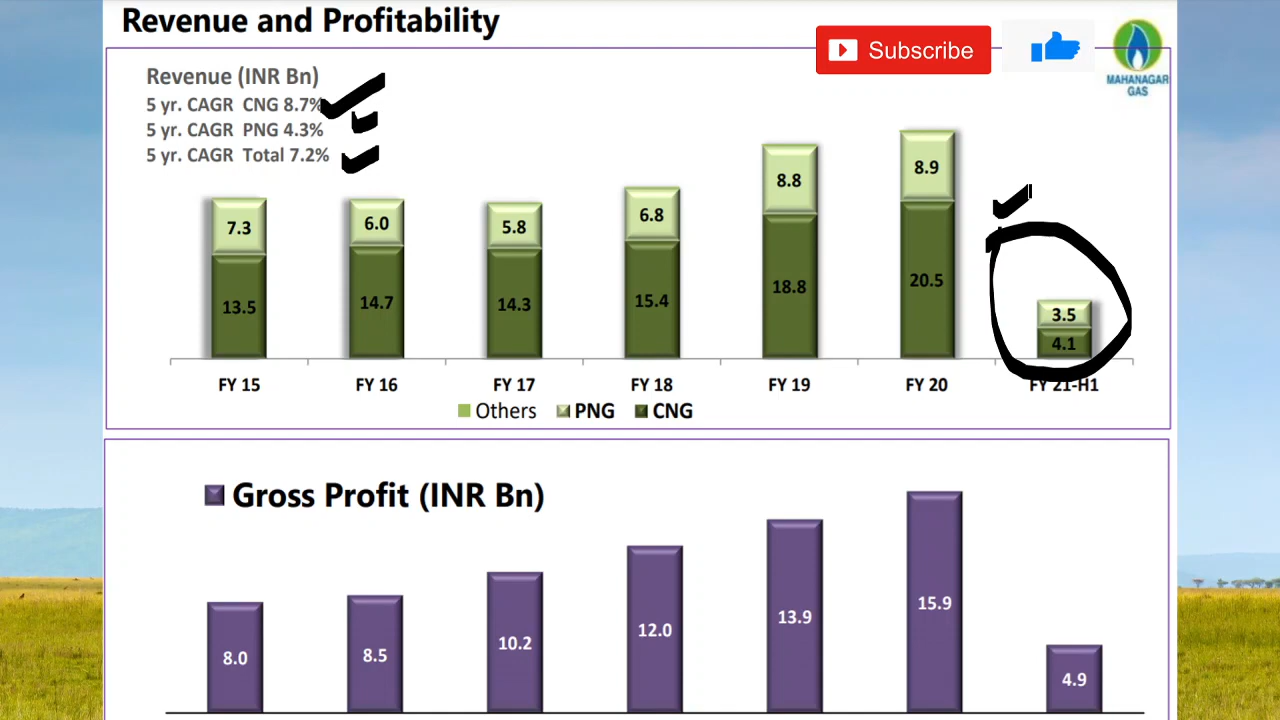 Revenue and Profitability
Subscribe
MAHANAGAR
GAS
Revenue (INR Bn)
5 yr. CAGR CNG 8.7%
5 yr. CAGR PNG 4.3%
5 yr. CAGR Total 7.2%
7.3 6.0 5.8 6.8 8.8 8.9 3.5
13.5 14.7 14.3 15.4 18.8 20.5 4.1
FY 15 FY 16 FY 17 FY 18 FY 19 FY 20 FY 21-H1
Others PNG CNG
Gross Profit (INR Bn)
8.0 8.5 10.2 12.0 13.9 15.9 4.9